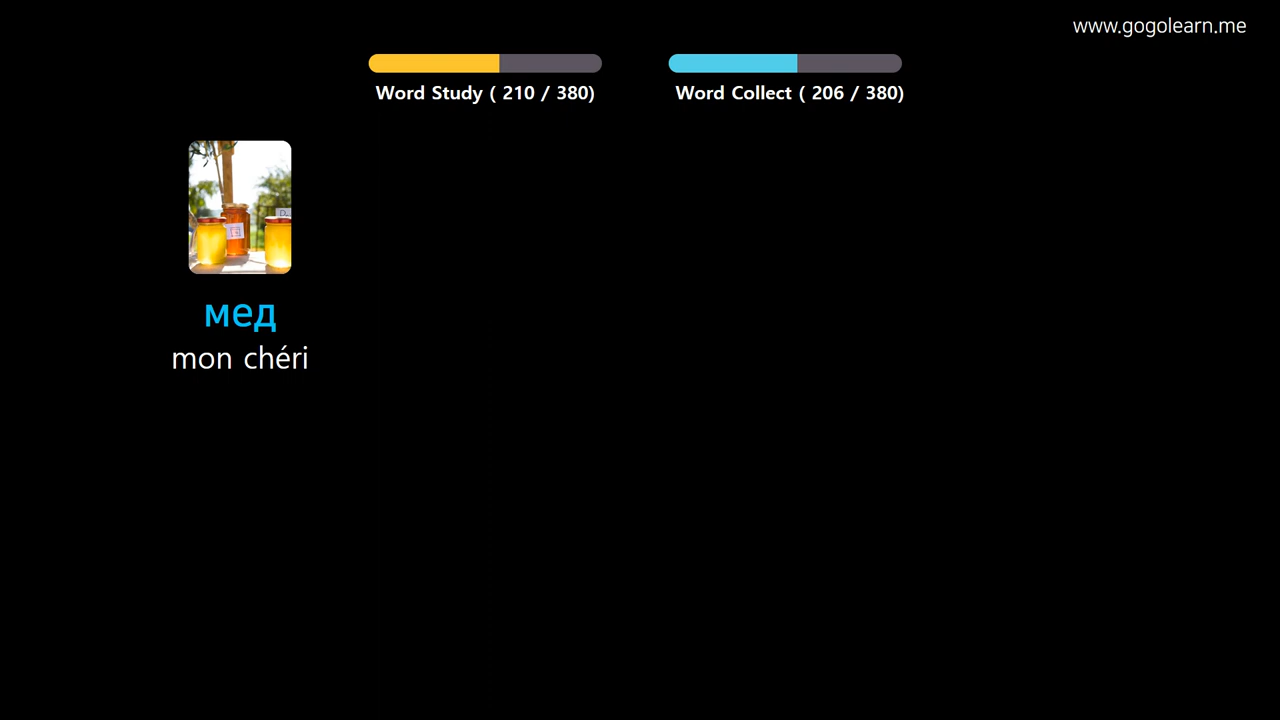 www.gogolearn.me
Word Study ( 210 / 380)
Word Collect ( 206 / 380)
мед
mon chéri